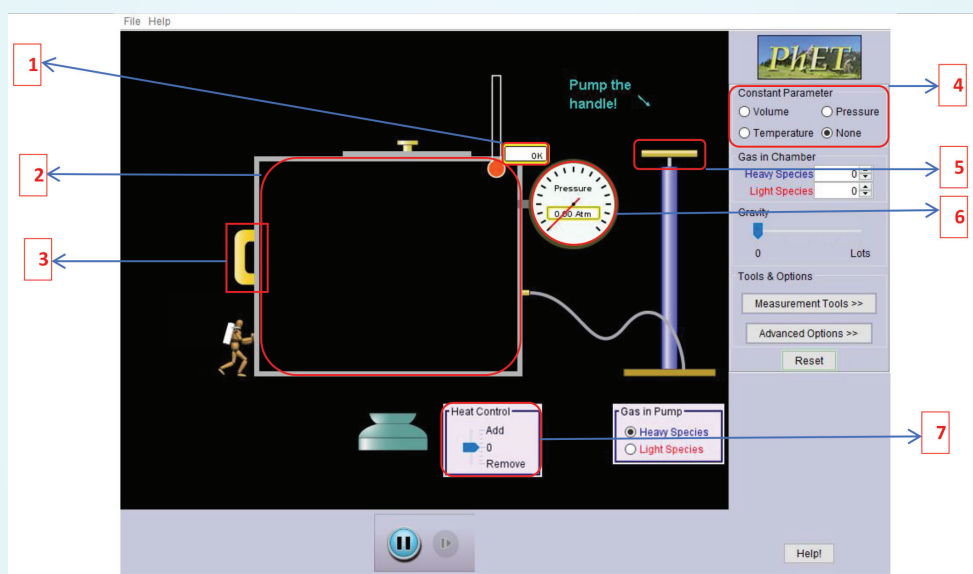 File Help
1
2
3
4
5
6
7
Pump the
handle!
0K
Pressure
0.00 Atm
PhET
Constant Parameter
Volume Pressure
Temperature None
Gas in Chamber
Heavy Species 0
Light Species 0
Gravity
0 Lots
Tools & Options
Measurement Tools >>
Advanced Options >>
Reset
Heat Control
Add
0
Remove
Gas in Pump
Heavy Species
Light Species
Help!